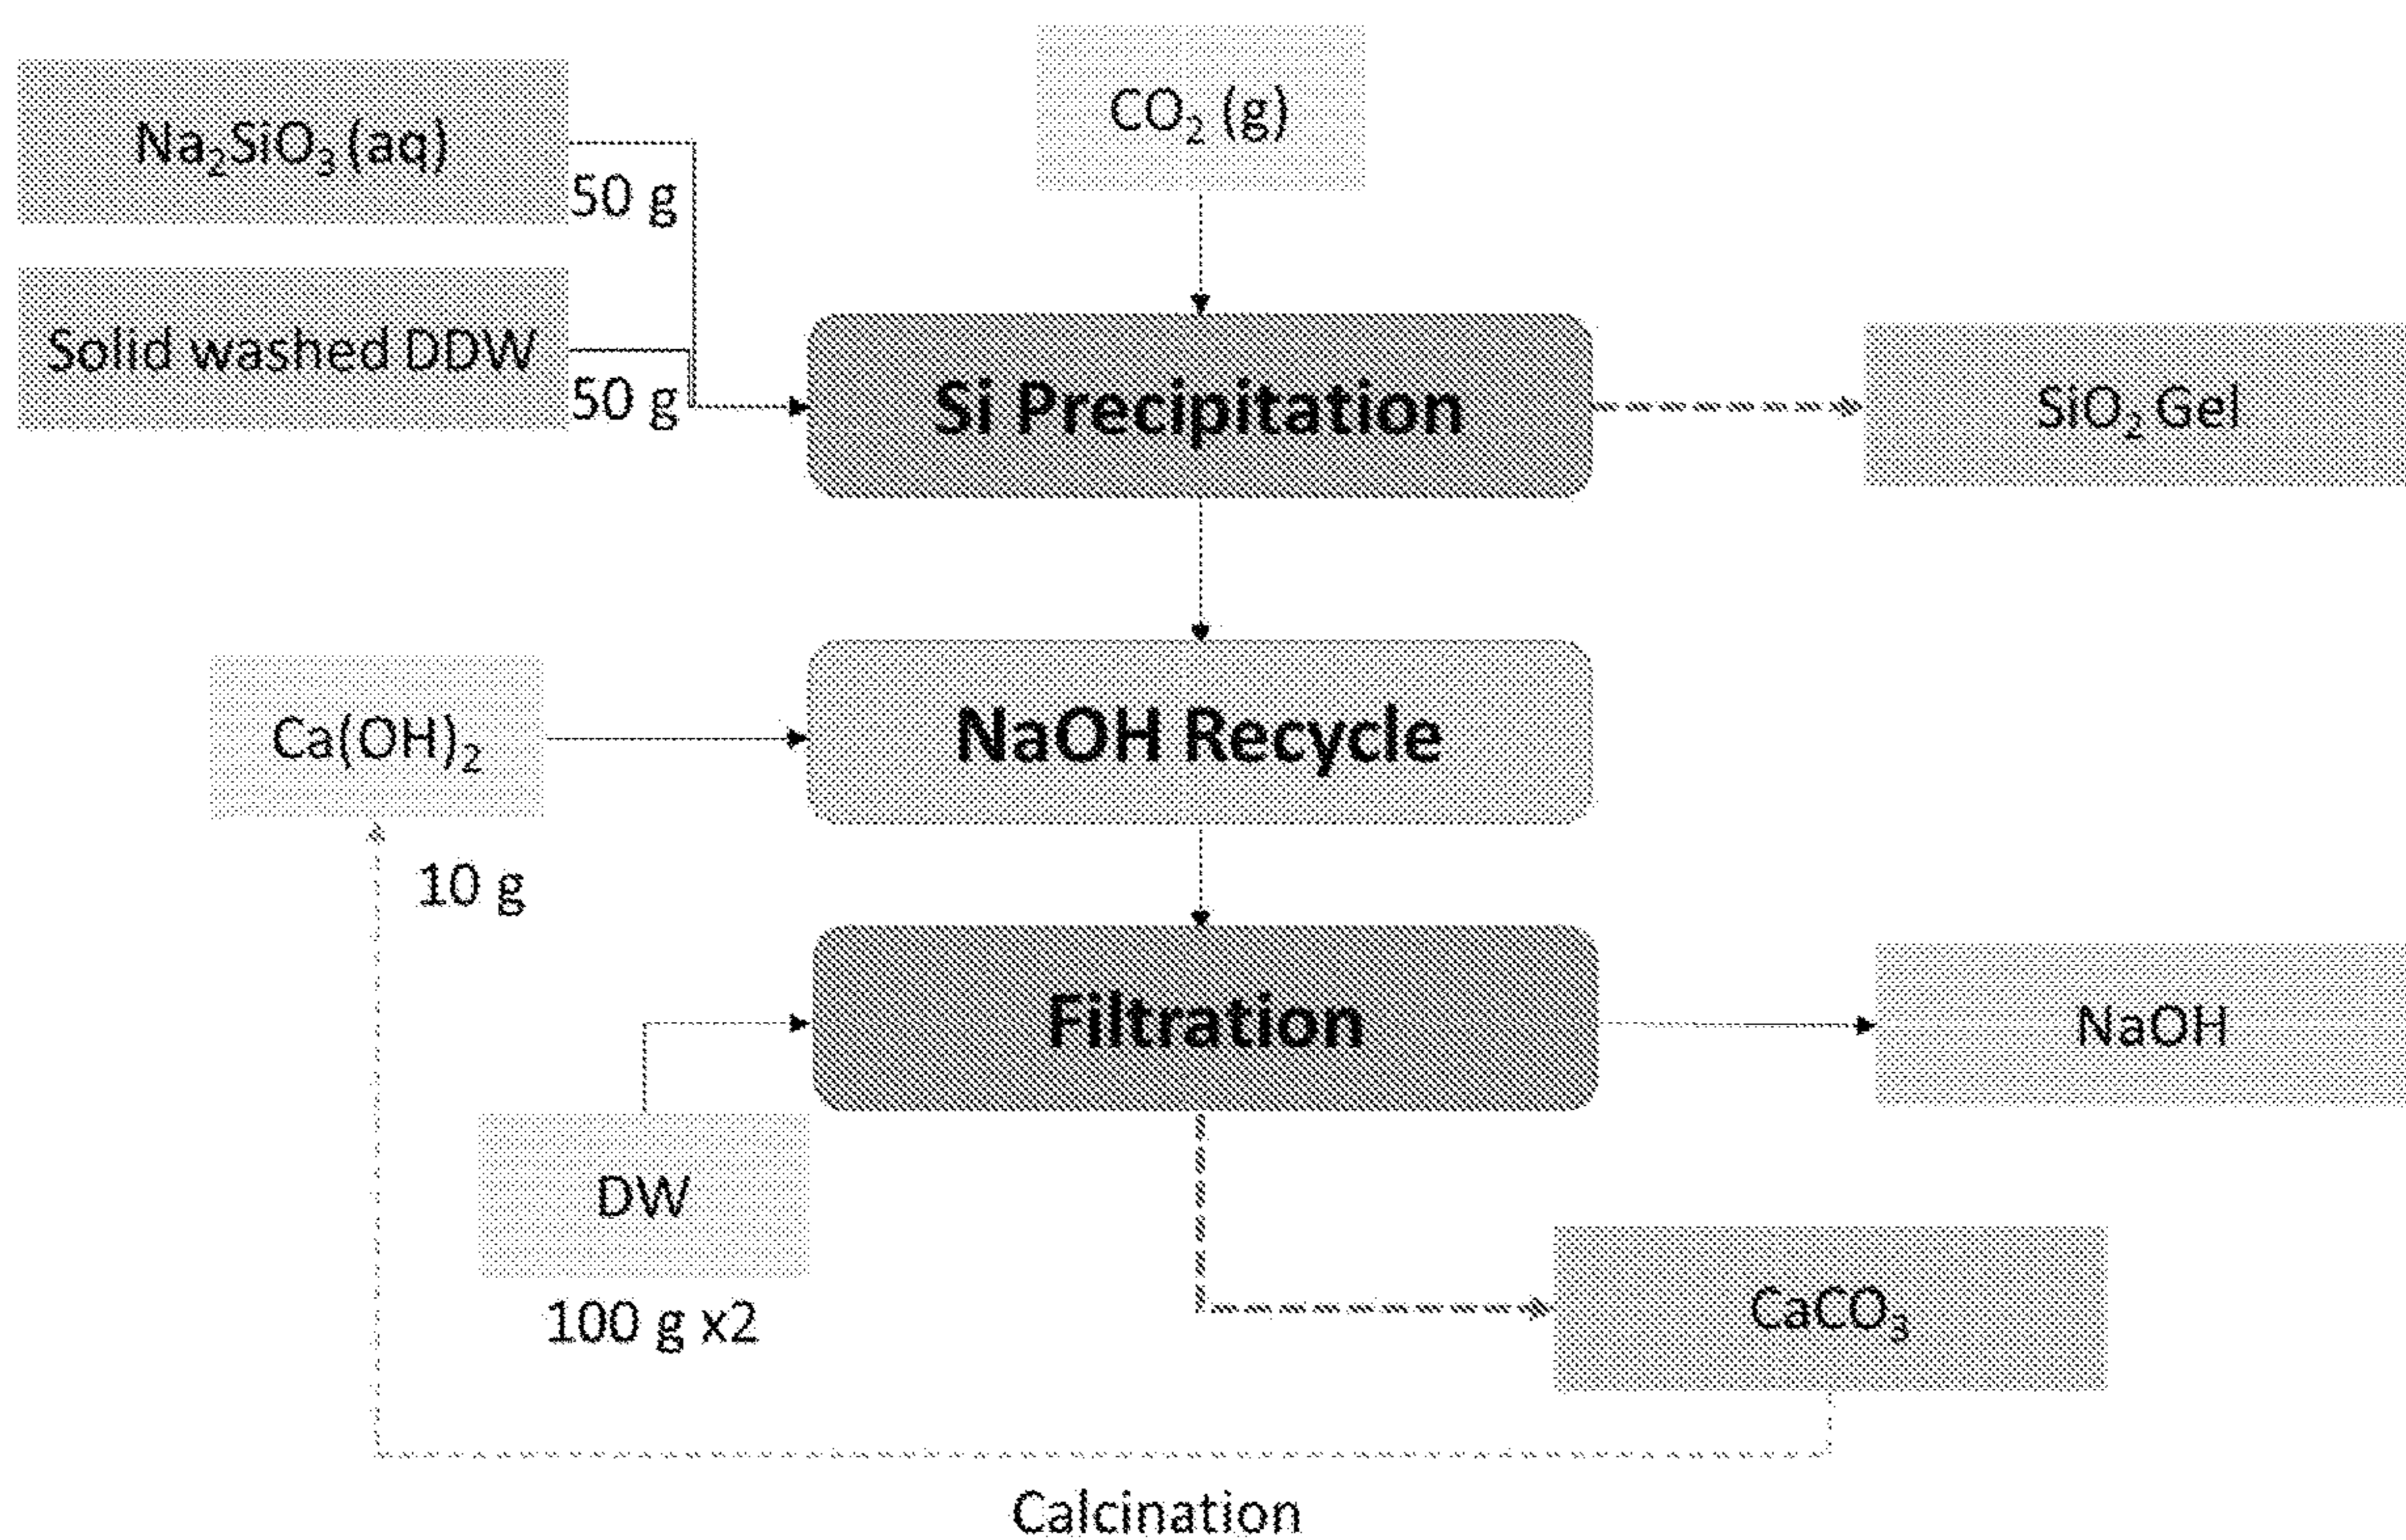 Na₂SiO₃ (aq)
50 g
CO₂ (g)
Solid washed DDW
50 g
Si Precipitation
SiO₂ Gel
Ca(OH)₂
NaOH Recycle
10 g
Filtration
NaOH
DW
100 g x2
CaCO₃
Calcination